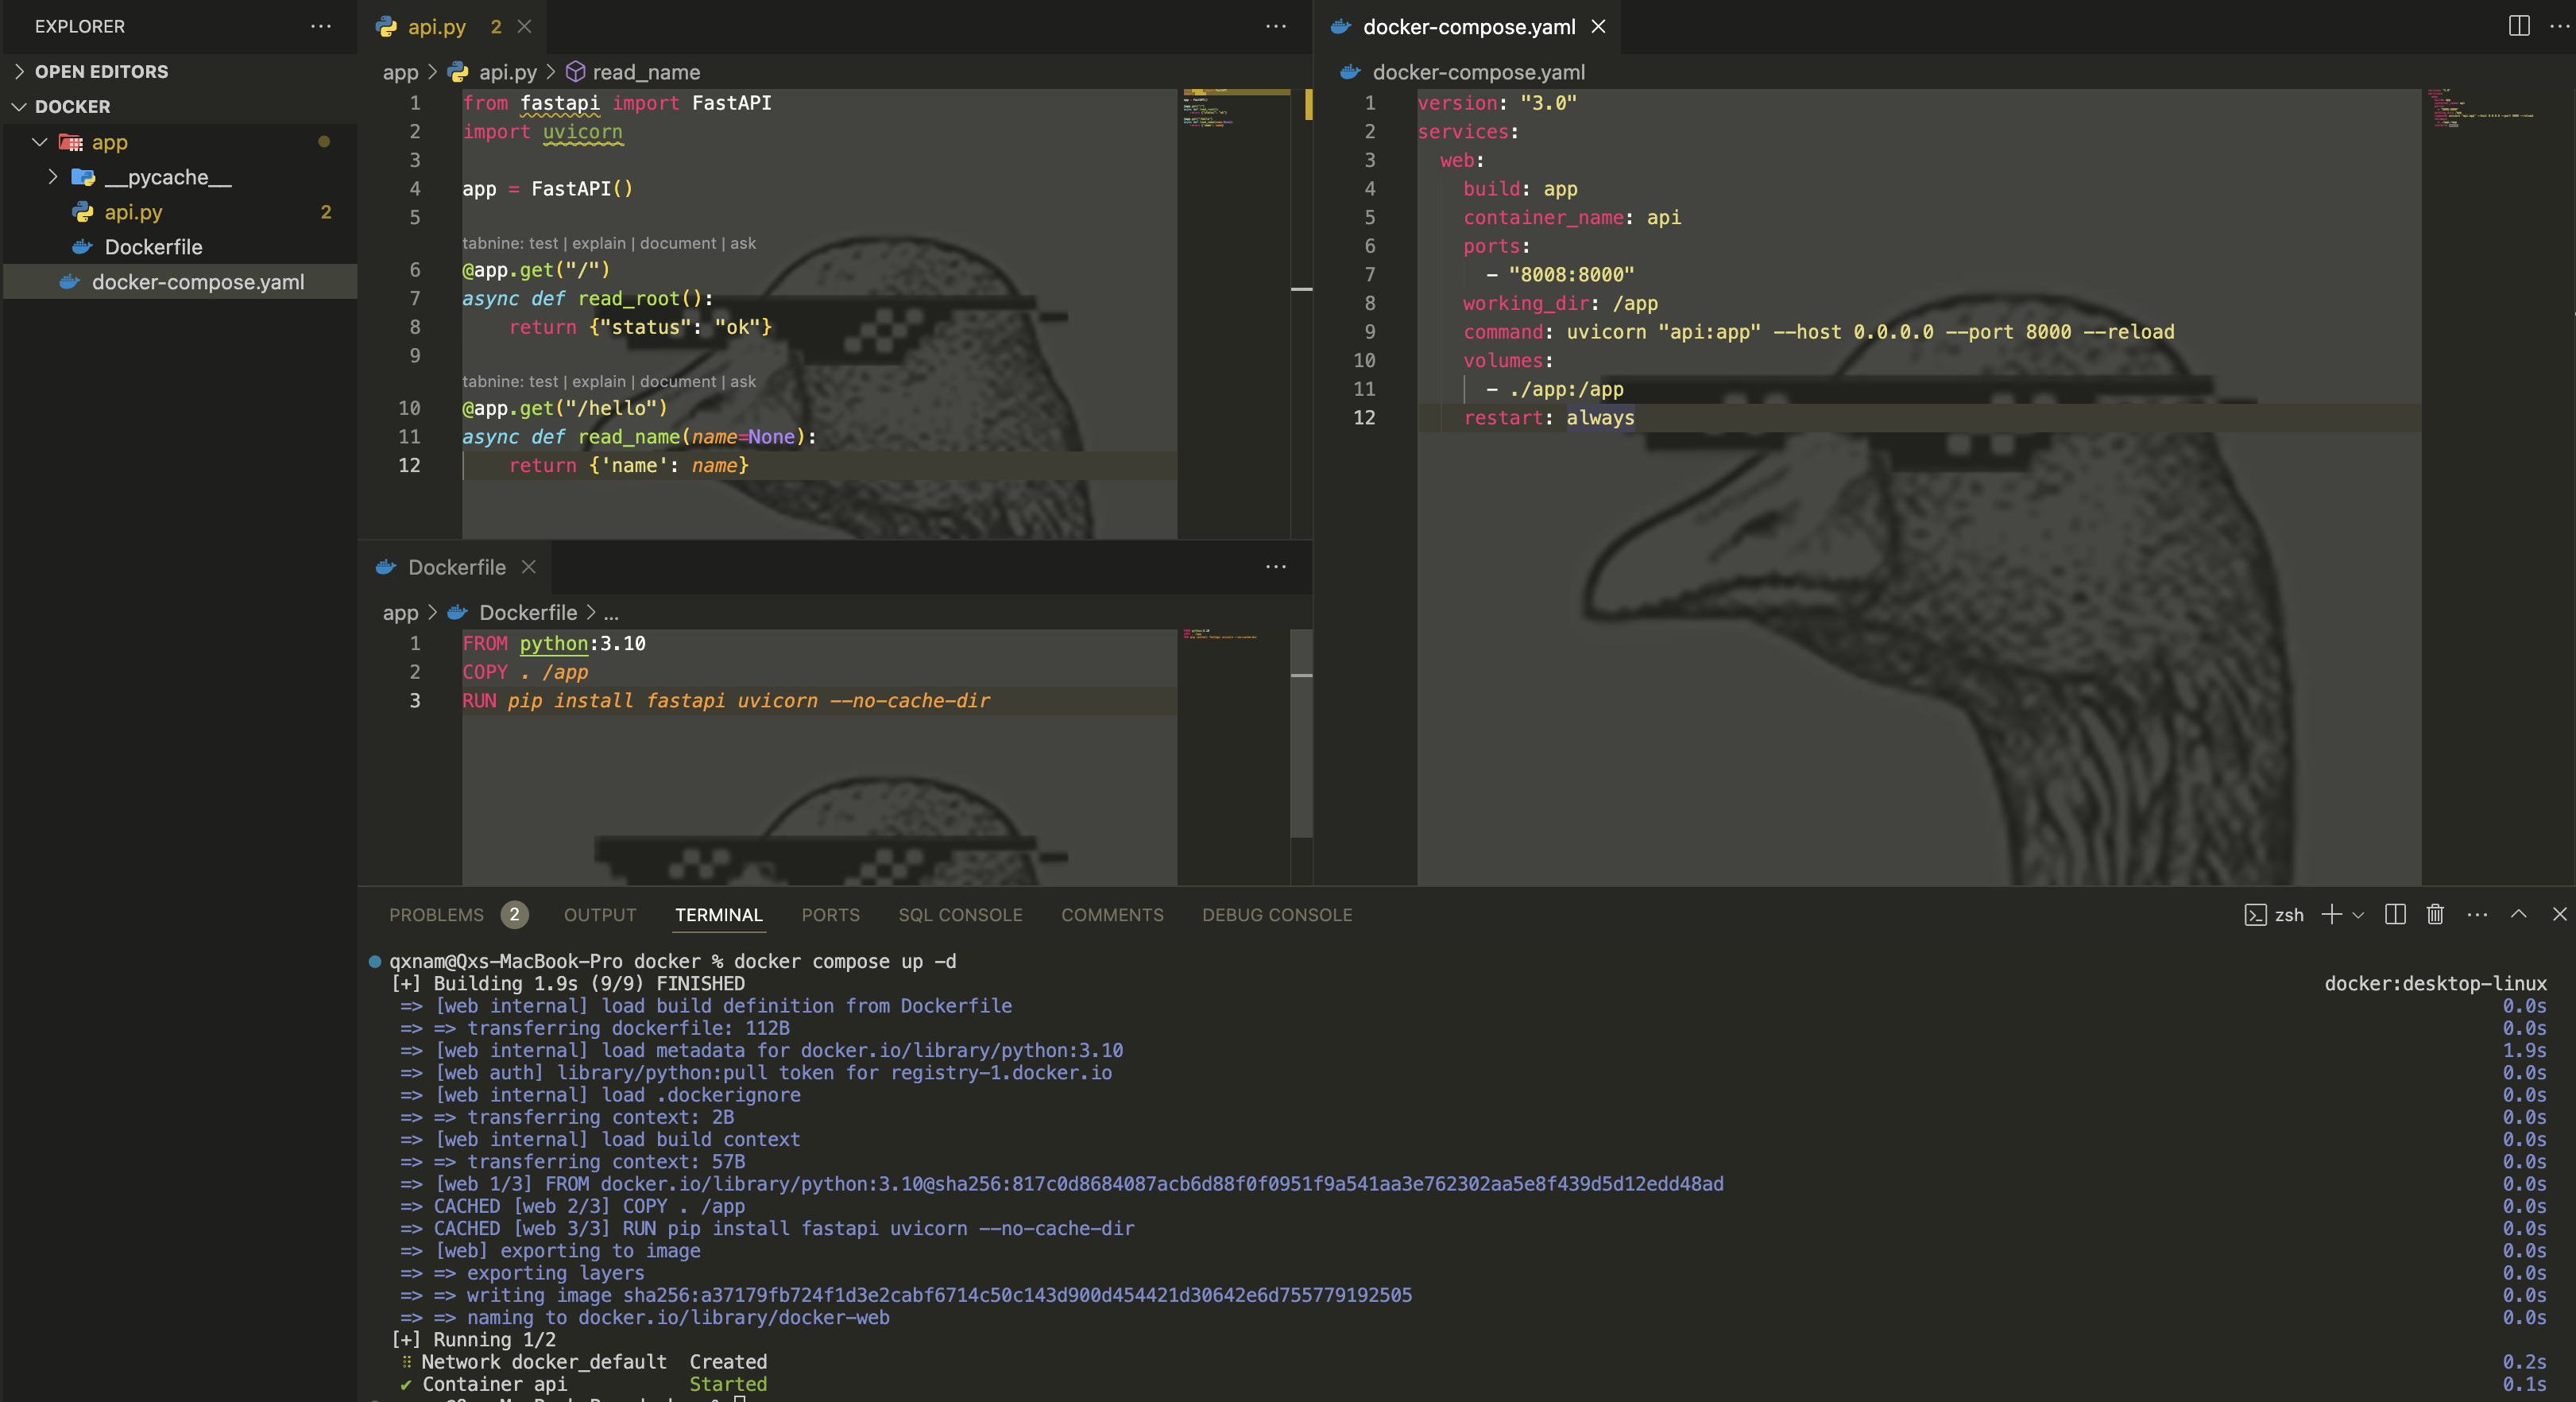 EXPLORER
OPEN EDITORS
DOCKER
app
__pycache__
api.py 2
Dockerfile
docker-compose.yaml
api.py 2
app > api.py > read_name
1 from fastapi import FastAPI
2 import uvicorn
3
4 app = FastAPI()
5
tabnine: test | explain | document | ask
6 @app.get("/")
7 async def read_root():
8 return {"status": "ok"}
9
tabnine: test | explain | document | ask
10 @app.get("/hello")
11 async def read_name(name=None):
12 return {'name': name}
Dockerfile
app > Dockerfile > ...
1 FROM python:3.10
2 COPY . /app
3 RUN pip install fastapi uvicorn --no-cache-dir
docker-compose.yaml
docker-compose.yaml
1 version: "3.0"
2 services:
3 web:
4 build: app
5 container_name: api
6 ports:
7 - "8008:8000"
8 working_dir: /app
9 command: uvicorn "api:app" --host 0.0.0.0 --port 8000 --reload
10 volumes:
11 - ./app:/app
12 restart: always
PROBLEMS 2 OUTPUT TERMINAL PORTS SQL CONSOLE COMMENTS DEBUG CONSOLE zsh
qxnam@Qxs-MacBook-Pro docker % docker compose up -d
[+] Building 1.9s (9/9) FINISHED docker:desktop-linux
=> [web internal] load build definition from Dockerfile 0.0s
=> => transferring dockerfile: 112B 0.0s
=> [web internal] load metadata for docker.io/library/python:3.10 1.9s
=> [web auth] library/python:pull token for registry-1.docker.io 0.0s
=> [web internal] load .dockerignore 0.0s
=> => transferring context: 2B 0.0s
=> [web internal] load build context 0.0s
=> => transferring context: 57B 0.0s
=> [web 1/3] FROM docker.io/library/python:3.10@sha256:817c0d8684087acb6d88f0f0951f9a541aa3e762302aa5e8f439d5d12edd48ad 0.0s
=> CACHED [web 2/3] COPY . /app 0.0s
=> CACHED [web 3/3] RUN pip install fastapi uvicorn --no-cache-dir 0.0s
=> [web] exporting to image 0.0s
=> => exporting layers 0.0s
=> => writing image sha256:a37179fb724f1d3e2cabf6714c50c143d900d454421d30642e6d755779192505 0.0s
=> => naming to docker.io/library/docker-web 0.0s
[+] Running 1/2
⠿ Network docker_default Created 0.2s
✔ Container api Started 0.1s